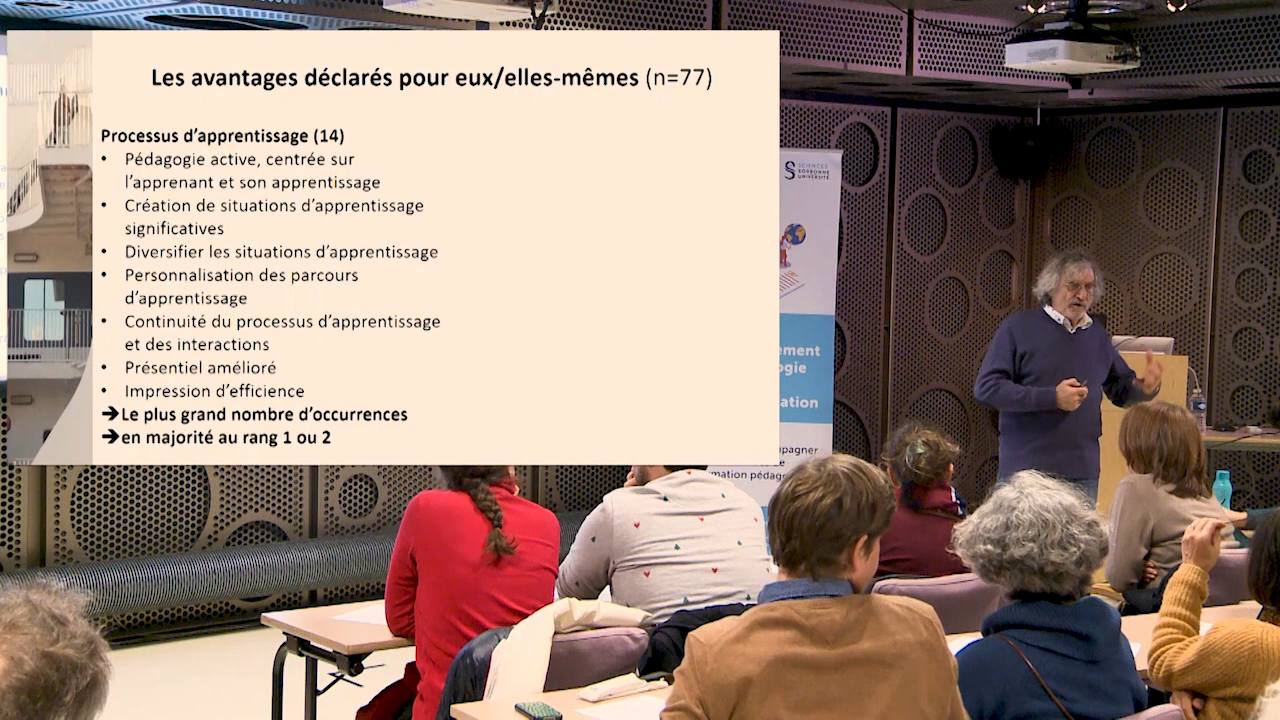 Les avantages déclarés pour eux/elles-mêmes (n=77)
Processus d'apprentissage (14)
• Pédagogie active, centrée sur
l'apprenant et son apprentissage
• Création de situations d'apprentissage
significatives
• Diversifier les situations d'apprentissage
• Personnalisation des parcours
d'apprentissage
• Continuité du processus d'apprentissage
et des interactions
• Présentiel amélioré
• Impression d'efficience
➔Le plus grand nombre d'occurrences
➔en majorité au rang 1 ou 2
SCIENCES
SORBONNE
UNIVERSITÉ
ement
ogie
ation
mpagner
mation pédag